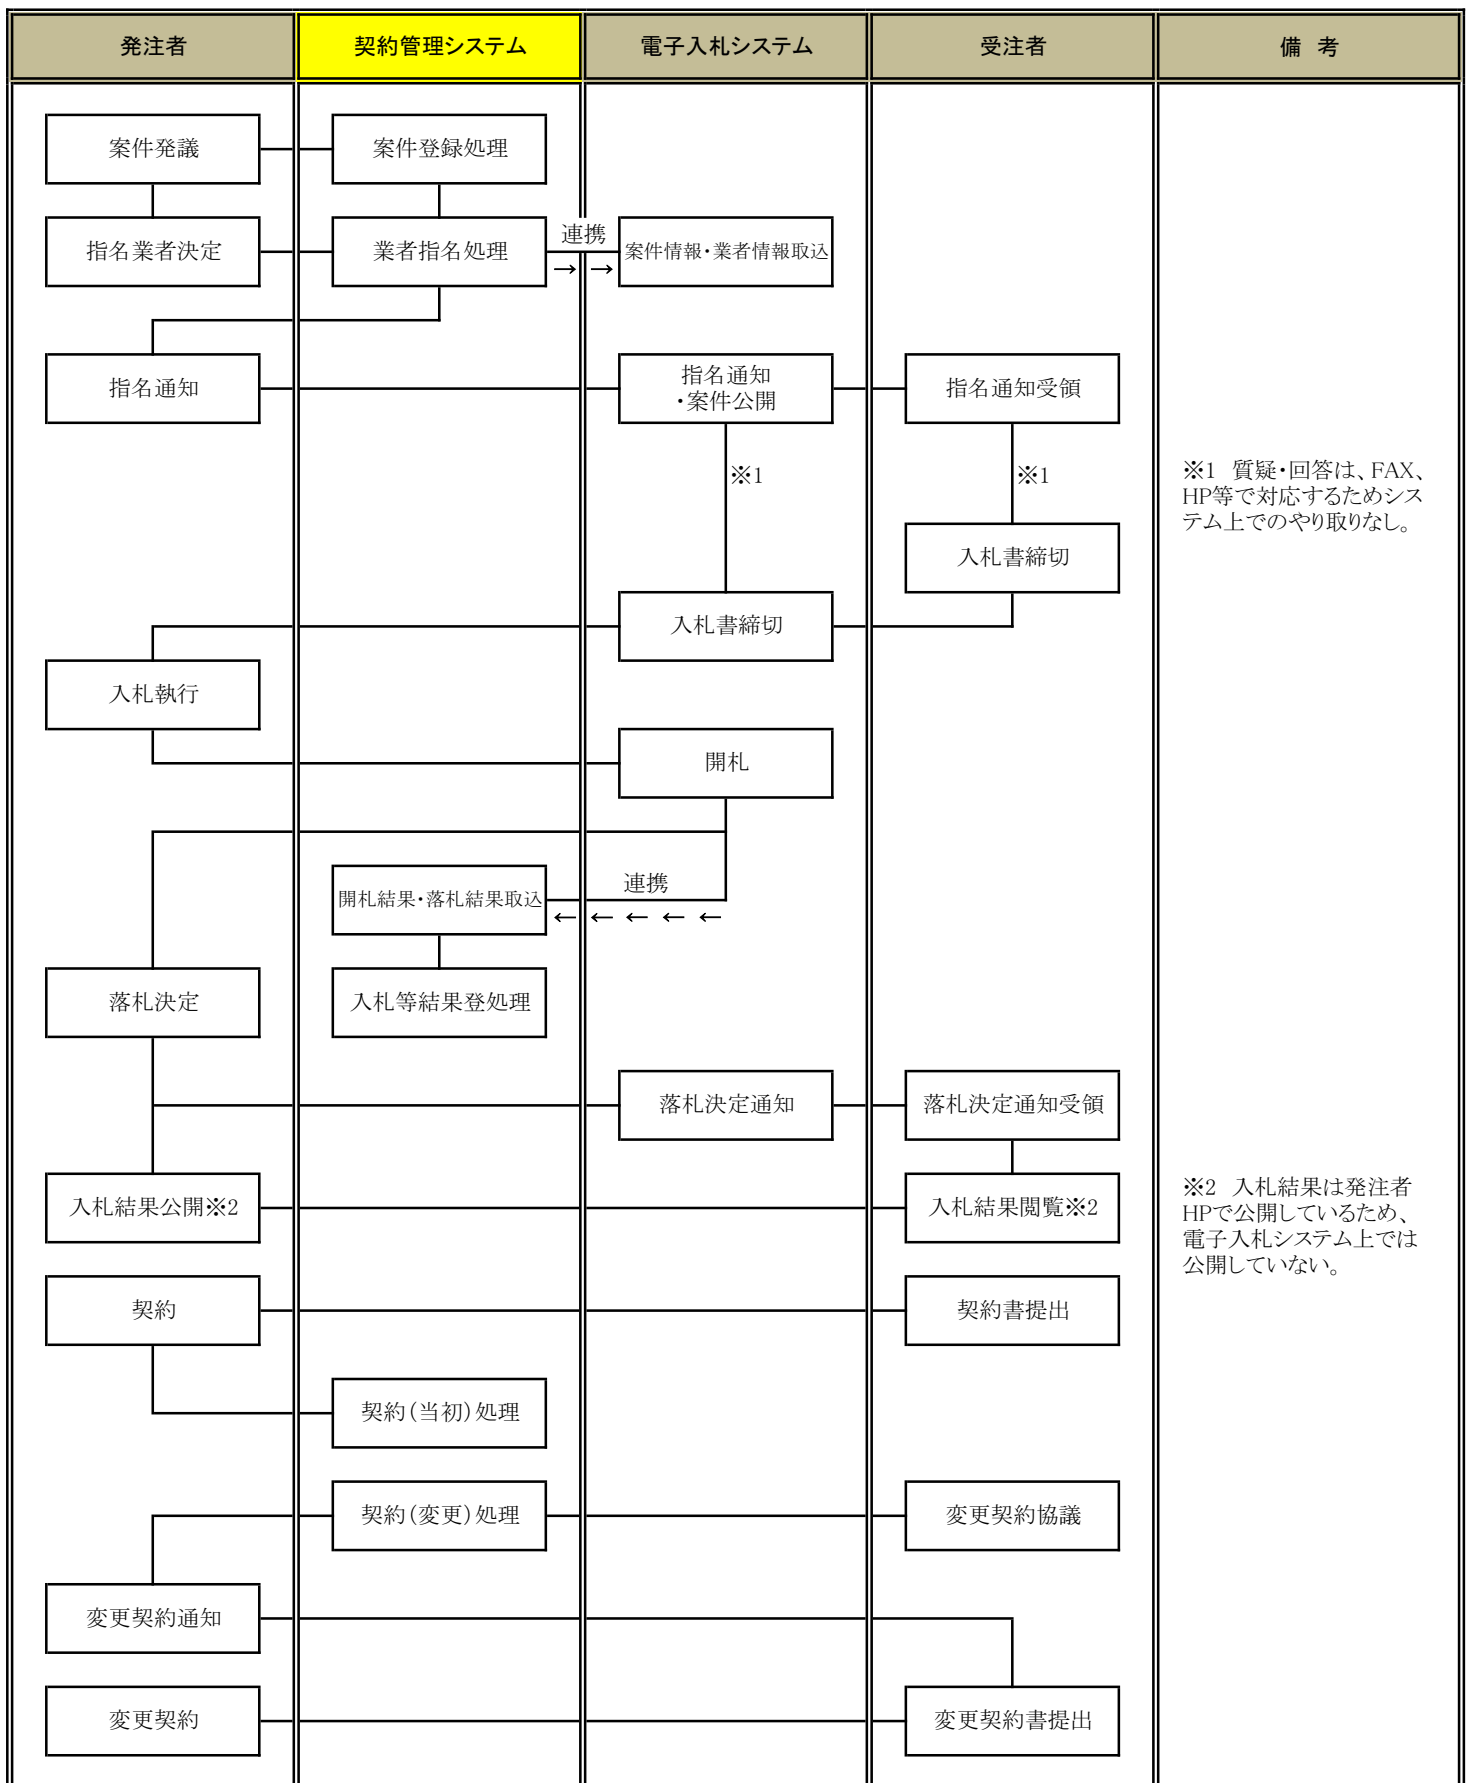 発注者
契約管理システム
電子入札システム
受注者
備 考
案件発議
案件登録処理
指名業者決定
業者指名処理
連携
→ →
案件情報・業者情報取込
指名通知
指名通知
・案件公開
指名通知受領
※1
※1
※1 質疑・回答は、FAX、
HP等で対応するためシス
テム上でのやり取りなし。
入札書締切
入札書締切
入札執行
開札
開札結果・落札結果取込
連携
← ← ← ← ←
落札決定
入札等結果登処理
落札決定通知
落札決定通知受領
入札結果公開※2
入札結果閲覧※2
※2 入札結果は発注者
HPで公開しているため、
電子入札システム上では
公開していない。
契約
契約書提出
契約(当初)処理
契約(変更)処理
変更契約協議
変更契約通知
変更契約
変更契約書提出